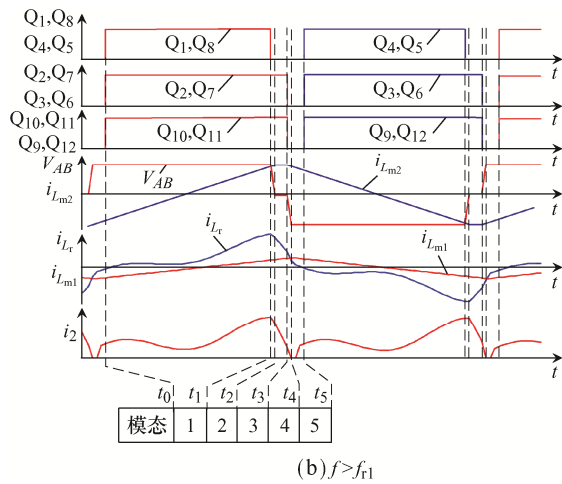 Q1,Q8
Q4,Q5
Q1,Q8
Q4,Q5
t
Q2,Q7
Q3,Q6
Q2,Q7
Q3,Q6
t
Q10,Q11
Q9,Q12
Q10,Q11
Q9,Q12
t
VAB
iLm2
VAB
iLm2
t
iLr
iLm1
iLr
iLm1
t
i2
t
t0 t1 t2 t3 t4 t5
模态 1 2 3 4 5
(b) f>fr1